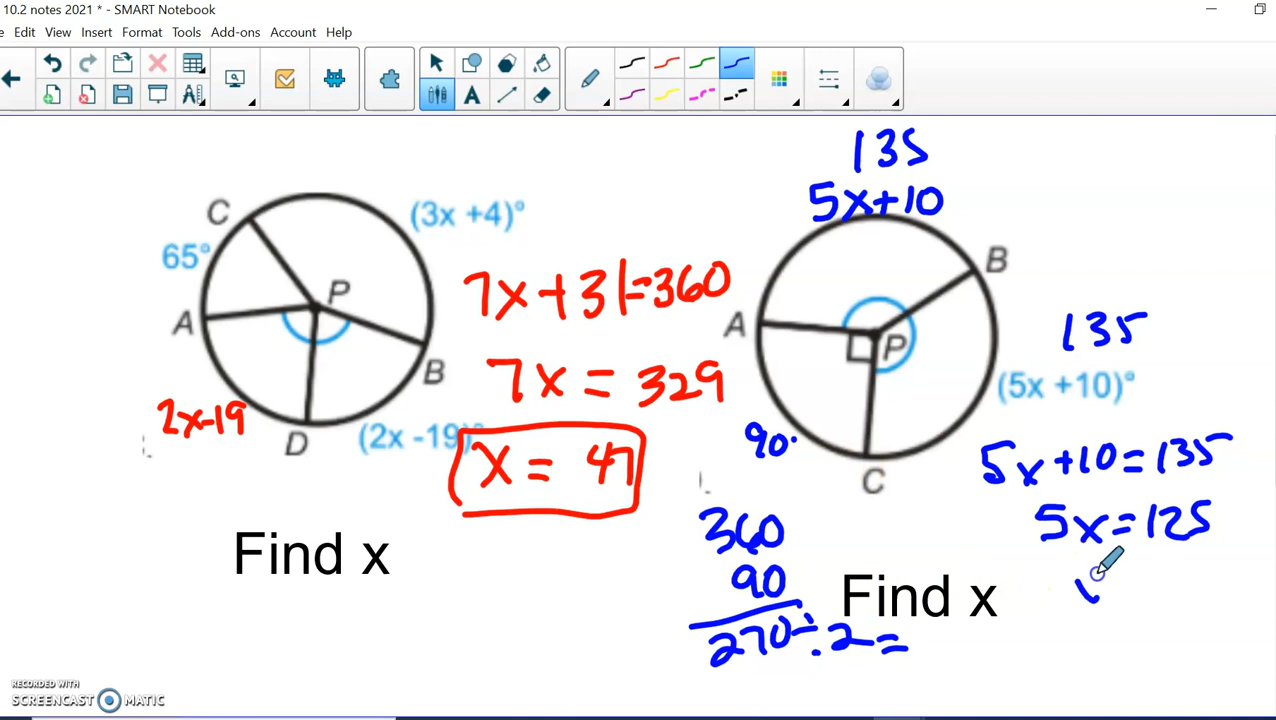 10.2 notes 2021 * - SMART Notebook
Edit View Insert Format Tools Add-ons Account Help
C
(3x +4)°
65°
P
A
B
2x-19
D
(2x -19)°
7x+31=360
7x = 329
x = 47
Find x
135
5x+10
B
A
P
135
(5x +10)°
90°
C
5x+10=135
5x=125
360
90
270÷2=
Find x
RECORDED WITH
SCREENCAST MATIC